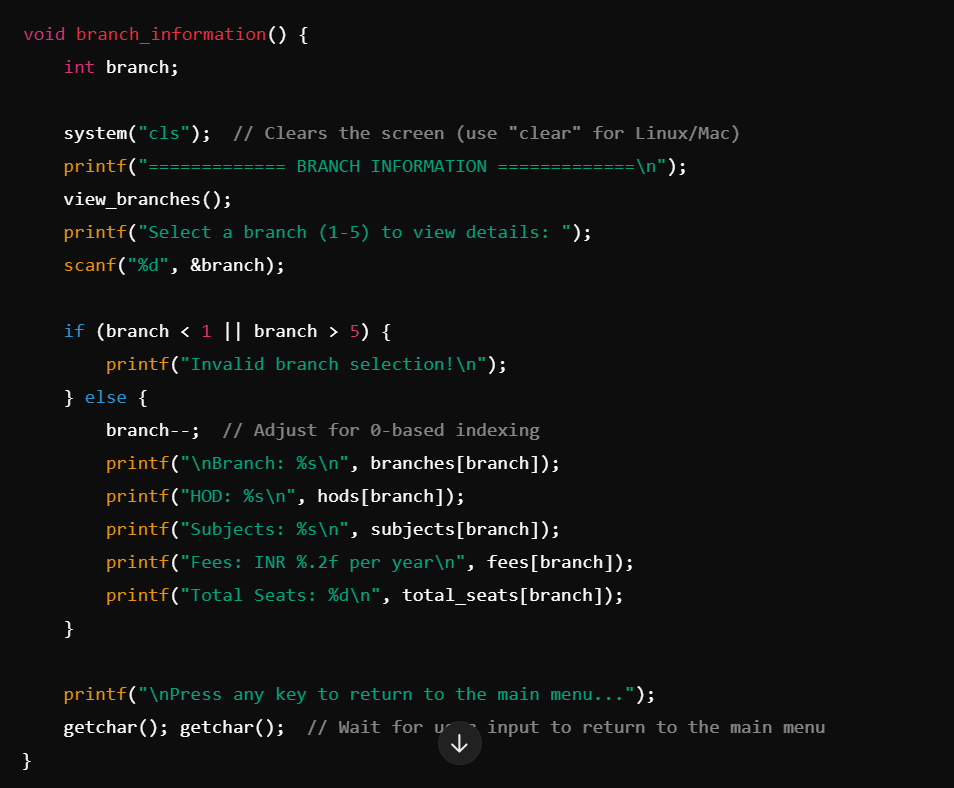 void branch_information() {
    int branch;

    system("cls");  // Clears the screen (use "clear" for Linux/Mac)
    printf("============= BRANCH INFORMATION =============\n");
    view_branches();
    printf("Select a branch (1-5) to view details: ");
    scanf("%d", &branch);

    if (branch < 1 || branch > 5) {
        printf("Invalid branch selection!\n");
    } else {
        branch--;  // Adjust for 0-based indexing
        printf("\nBranch: %s\n", branches[branch]);
        printf("HOD: %s\n", hods[branch]);
        printf("Subjects: %s\n", subjects[branch]);
        printf("Fees: INR %.2f per year\n", fees[branch]);
        printf("Total Seats: %d\n", total_seats[branch]);
    }

    printf("\nPress any key to return to the main menu...");
    getchar(); getchar();  // Wait for input to return to the main menu
}